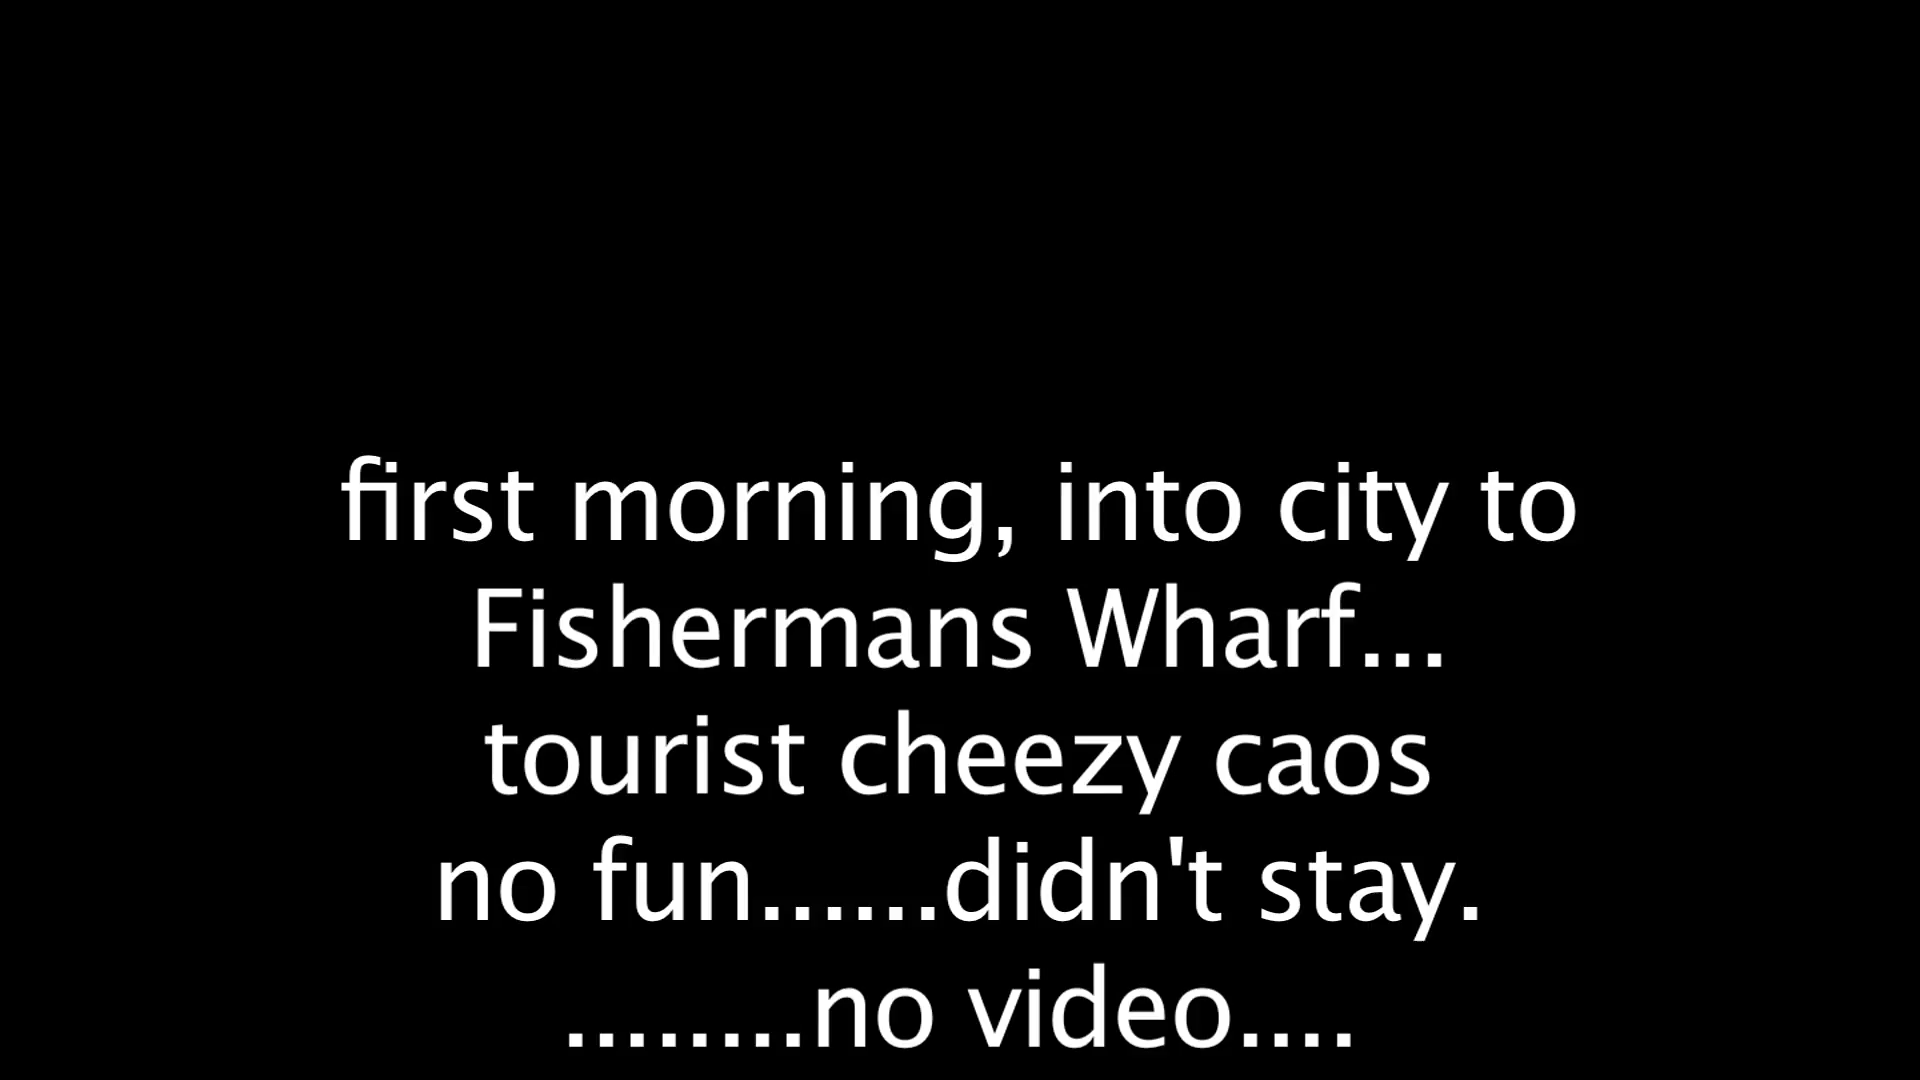 first morning, into city to
Fishermans Wharf...
tourist cheezy caos
no fun......didn't stay.
........no video....